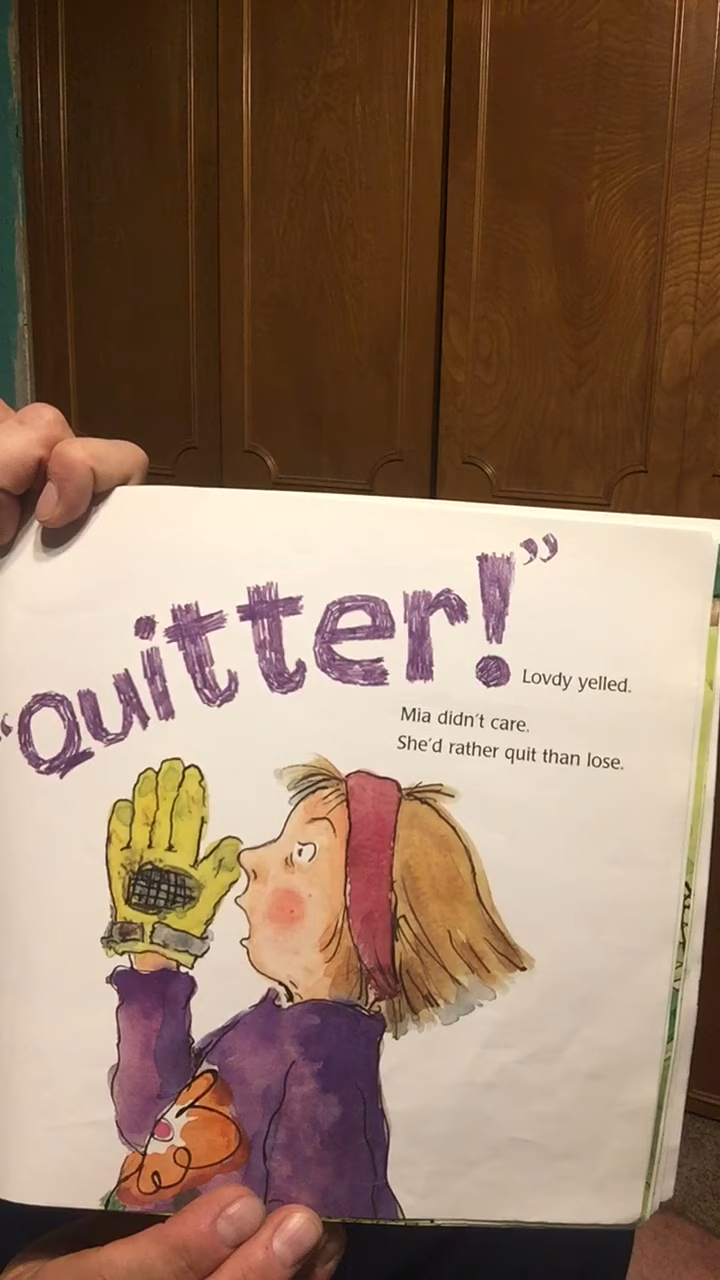 “Quitter!” Lovdy yelled.
Mia didn't care.
She'd rather quit than lose.